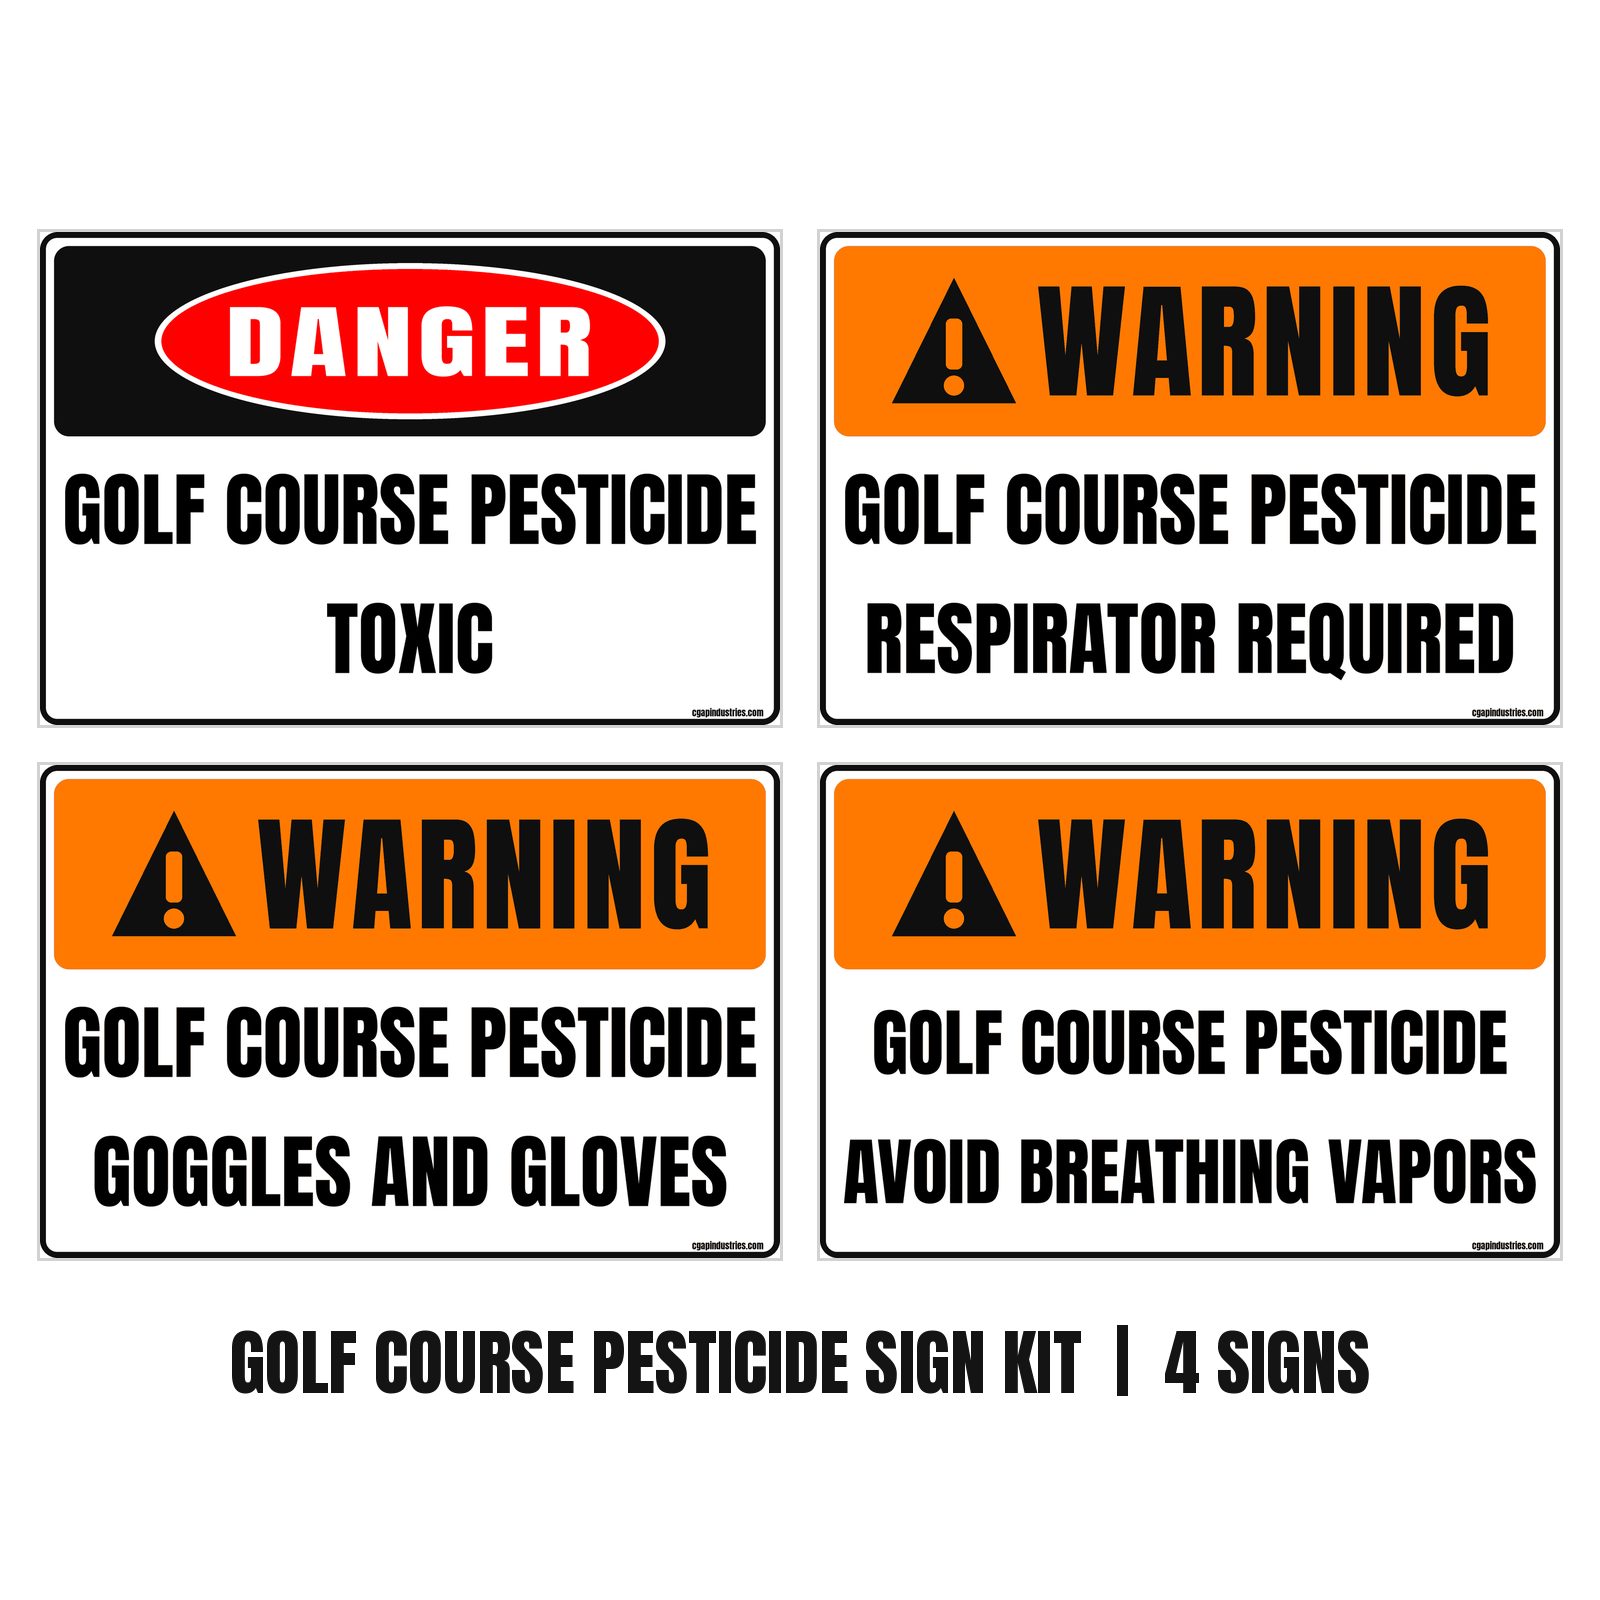 DANGER
GOLF COURSE PESTICIDE
TOXIC
cgapindustries.com
WARNING
GOLF COURSE PESTICIDE
RESPIRATOR REQUIRED
cgapindustries.com
WARNING
GOLF COURSE PESTICIDE
GOGGLES AND GLOVES
cgapindustries.com
WARNING
GOLF COURSE PESTICIDE
AVOID BREATHING VAPORS
cgapindustries.com
GOLF COURSE PESTICIDE SIGN KIT | 4 SIGNS